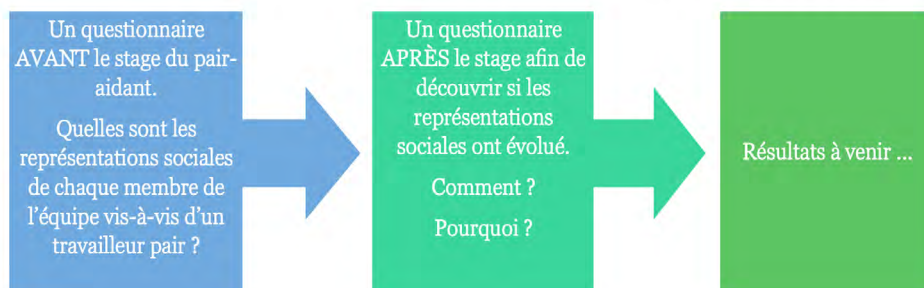 Un questionnaire
AVANT le stage du pair-
aidant.
Quelles sont les
représentations sociales
de chaque membre de
l'équipe vis-à-vis d'un
travailleur pair ?
Un questionnaire
APRÈS le stage afin de
découvrir si les
représentations
sociales ont évolué.
Comment ?
Pourquoi ?
Résultats à venir ...